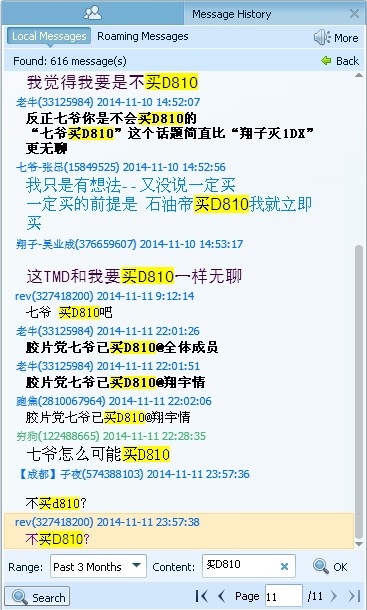 七爷
Message History
Local Messages Roaming Messages More
Found: 616 message(s) Back
我觉得我要是不买D810
老牛(33125984) 2014-11-10 14:52:07
反正七爷你是不会买D810的
“七爷买D810”这个话题简直比“翔子灭1DX”
更无聊
七爷-张邑(15849525) 2014-11-10 14:52:56
我只是有想法--又没说一定买
一定买的前提是 石油帝买D810我就立即
买
翔子-吴业成(376659607) 2014-11-10 14:53:17
这TMD和我要买D810一样无聊
rev(327418200) 2014-11-11 9:12:14
七爷 买D810吧
老牛(33125984) 2014-11-11 22:01:26
胶片党七爷已买D810@全体成员
老牛(33125984) 2014-11-11 22:01:51
胶片党七爷已买D810@翔宇情
跑焦(2810067964) 2014-11-11 22:02:06
胶片党七爷已买D810@翔宇情
穷狗(122488665) 2014-11-11 22:28:35
七爷怎么可能买D810
【成都】子夜(574388103) 2014-11-11 23:57:36
不买d810?
rev(327418200) 2014-11-11 23:57:38
不买D810?
Range: Past 3 Months Content: 买D810 OK
Search Page 11 /11